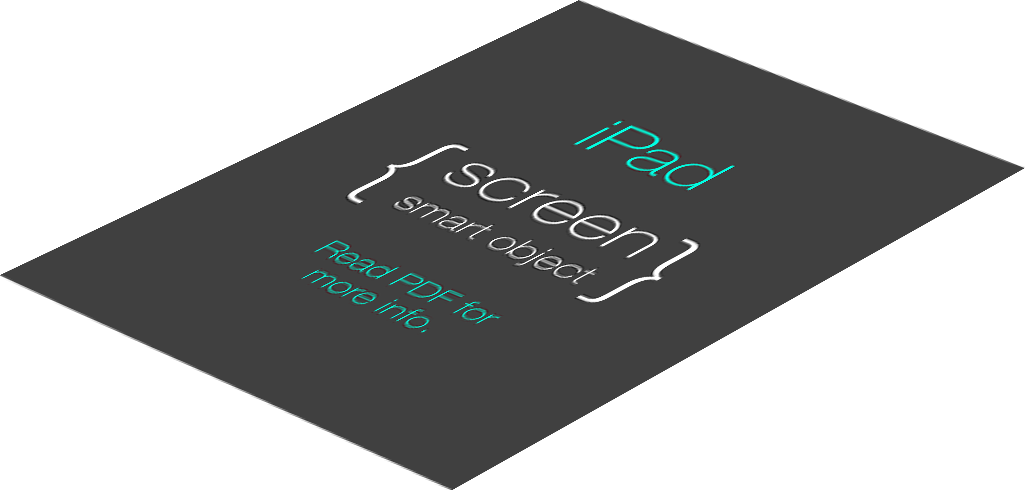 iPad
{ screen
smart object }
Read PDF for
more info.